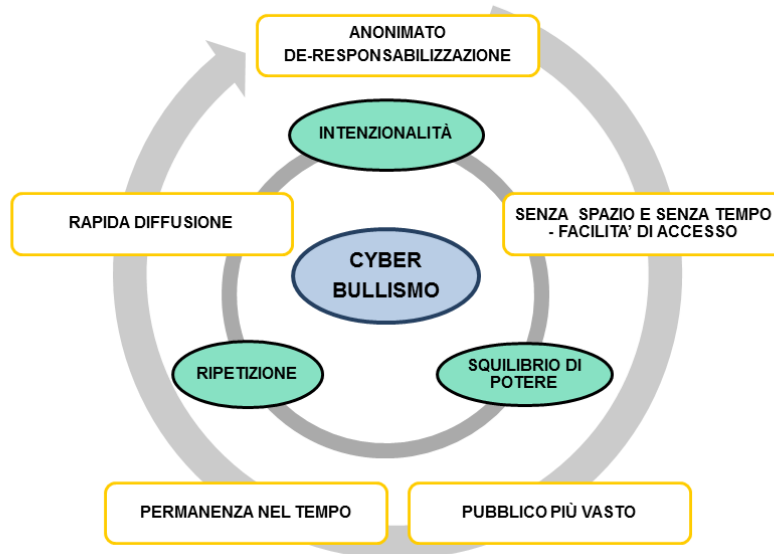 ANONIMATO
DE-RESPONSABILIZZAZIONE
INTENZIONALITÀ
RAPIDA DIFFUSIONE
SENZA SPAZIO E SENZA TEMPO
- FACILITA' DI ACCESSO
CYBER
BULLISMO
RIPETIZIONE
SQUILIBRIO DI
POTERE
PERMANENZA NEL TEMPO
PUBBLICO PIÙ VASTO